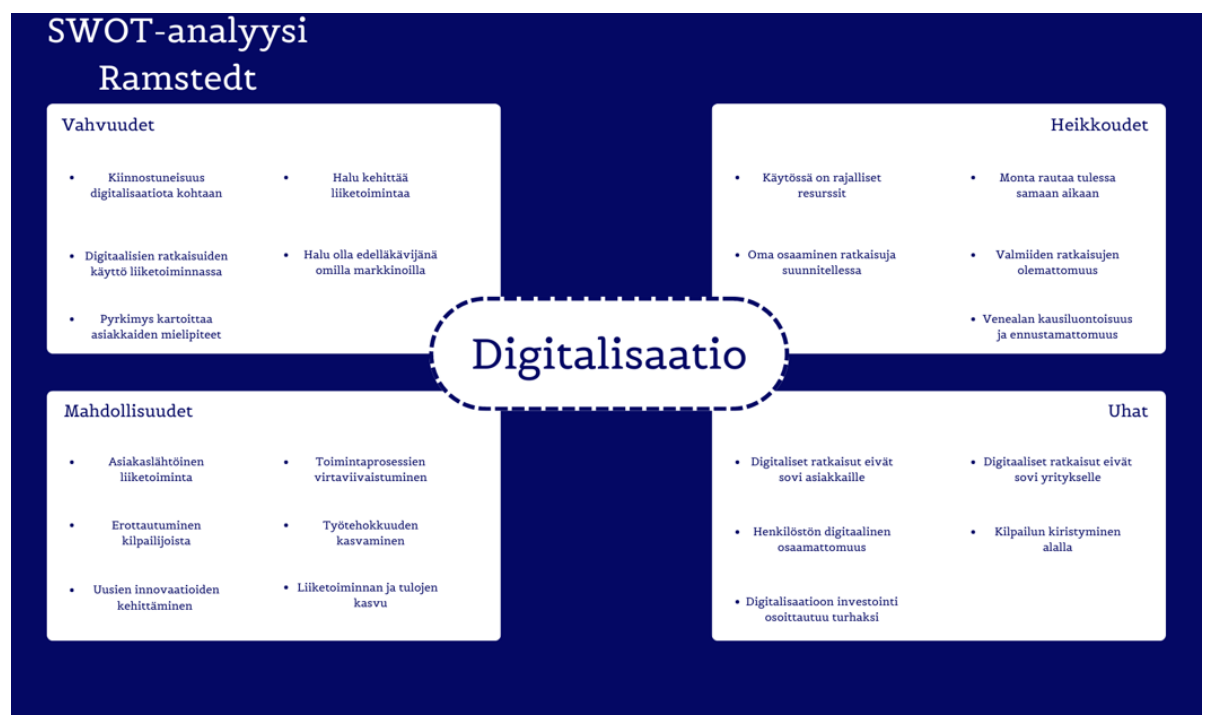 SWOT-analyysi
Ramstedt
Vahvuudet
• Kiinnostuneisuus
digitalisaatiota kohtaan
• Halu kehittää
liiketoimintaa
• Digitaalisien ratkaisuiden
käyttö liiketoiminnassa
• Halu olla edelläkävijänä
omilla markkinoilla
• Pyrkimys kartoittaa
asiakkaiden mielipiteet
Heikkoudet
• Käytössä on rajalliset
resurssit
• Monta rautaa tulessa
samaan aikaan
• Oma osaaminen ratkaisuja
suunnitellessa
• Valmiiden ratkaisujen
olemattomuus
• Venealan kausiluontoisuus
ja ennustamattomuus
Digitalisaatio
Mahdollisuudet
• Asiakaslähtöinen
liiketoiminta
• Toimintaprosessien
virtaviivaistuminen
• Erottautuminen
kilpailijoista
• Työtehokkuuden
kasvaminen
• Uusien innovaatioiden
kehittäminen
• Liiketoiminnan ja tulojen
kasvu
Uhat
• Digitaliset ratkaisut eivät
sovi asiakkaille
• Digitaaliset ratkaisut eivät
sovi yritykselle
• Henkilöstön digitaalinen
osaamattomuus
• Kilpailun kiristyminen
alalla
• Digitalisaatioon investointi
osoittautuu turhaksi